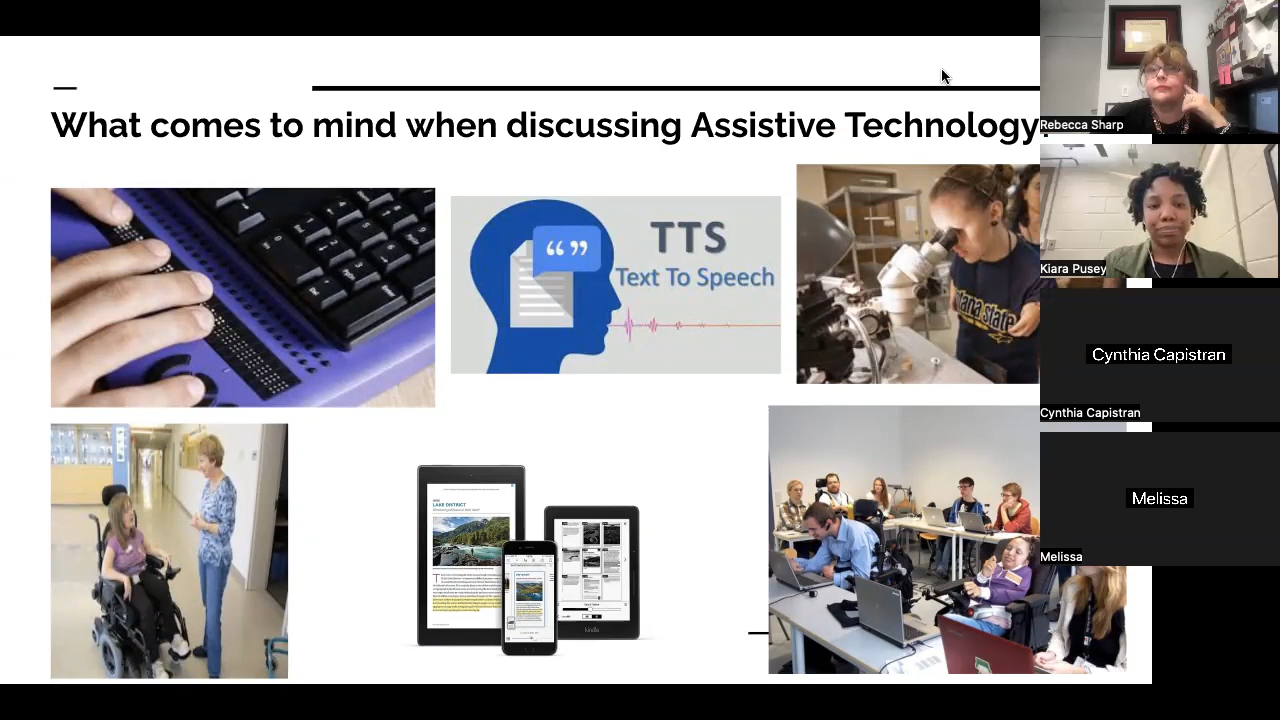 What comes to mind when discussing Assistive Technology?
TTS
Text To Speech
LAKE DISTRICT
kindle
Rebecca Sharp
Kiara Pusey
Cynthia Capistran
Cynthia Capistran
Melissa
Melissa